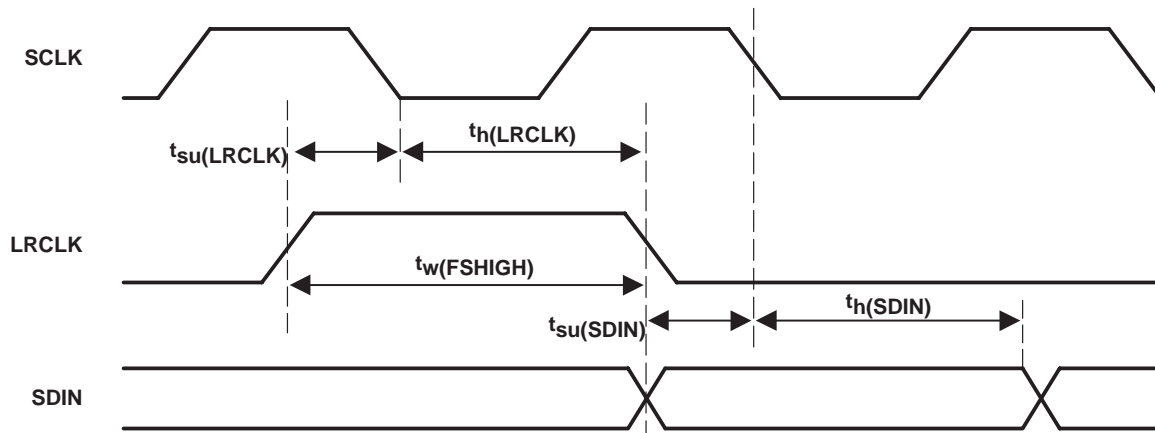 SCLK
tsu(LRCLK)
th(LRCLK)
LRCLK
tw(FSHIGH)
tsu(SDIN)
th(SDIN)
SDIN